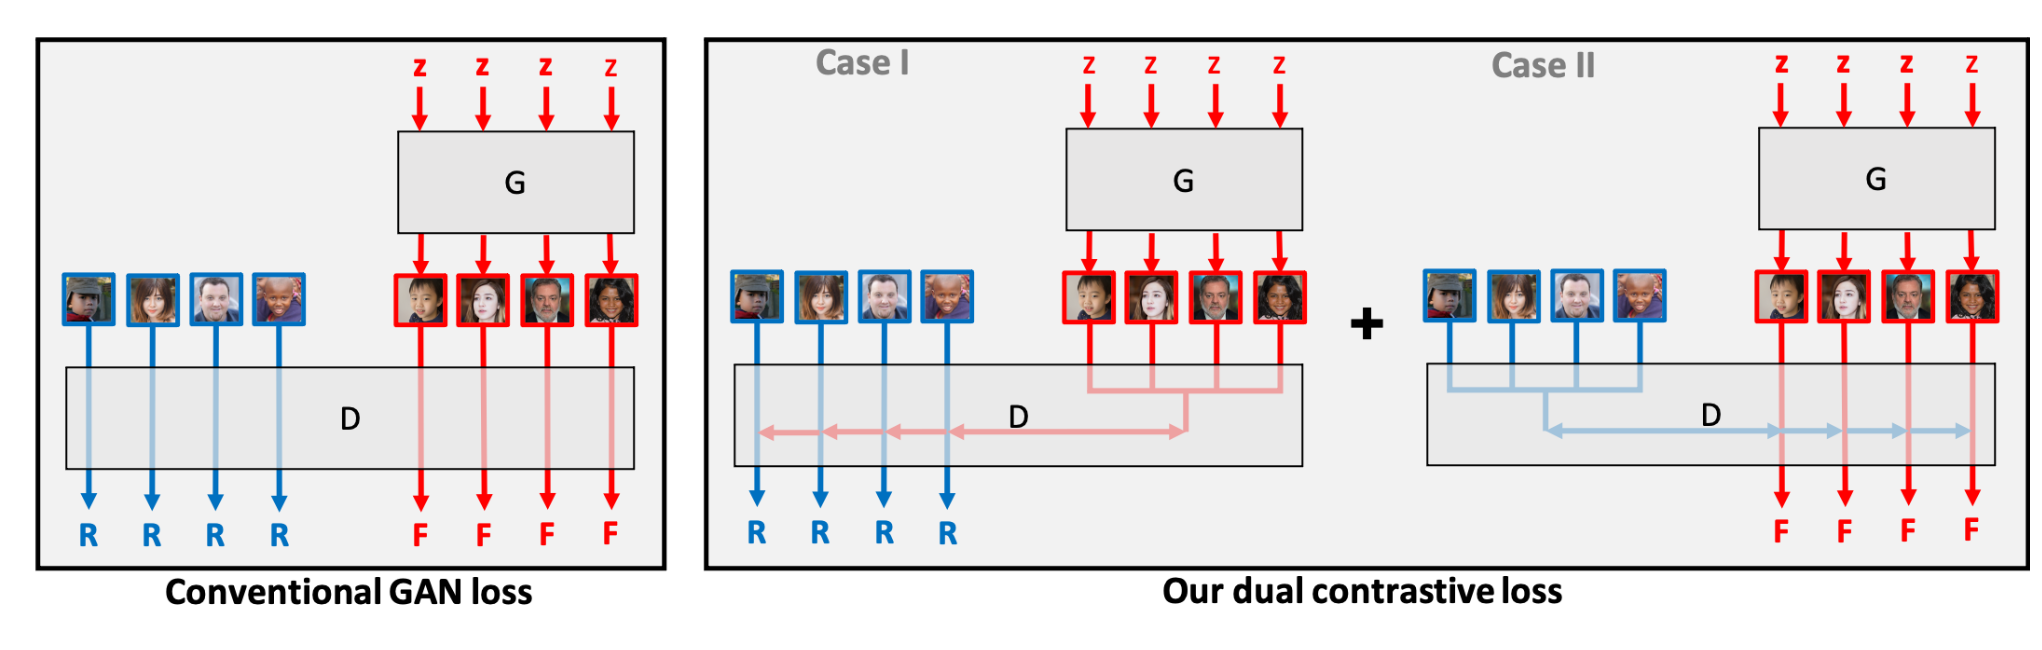 z z z z
G
D
R R R R F F F F
Conventional GAN loss
Case I
z z z z
G
D
R R R R
+
Case II
z z z z
G
D
F F F F
Our dual contrastive loss